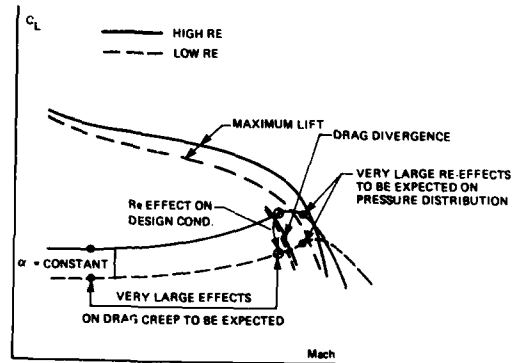 CL
HIGH RE
LOW RE
MAXIMUM LIFT
DRAG DIVERGENCE
VERY LARGE RE-EFFECTS
TO BE EXPECTED ON
PRESSURE DISTRIBUTION
Re EFFECT ON
DESIGN COND.
α = CONSTANT
VERY LARGE EFFECTS
ON DRAG CREEP TO BE EXPECTED
Mach